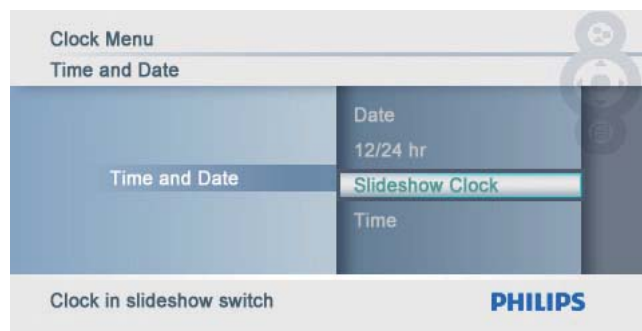 Clock Menu
Time and Date
Time and Date
Date
12/24 hr
Slideshow Clock
Time
Clock in slideshow switch
PHILIPS